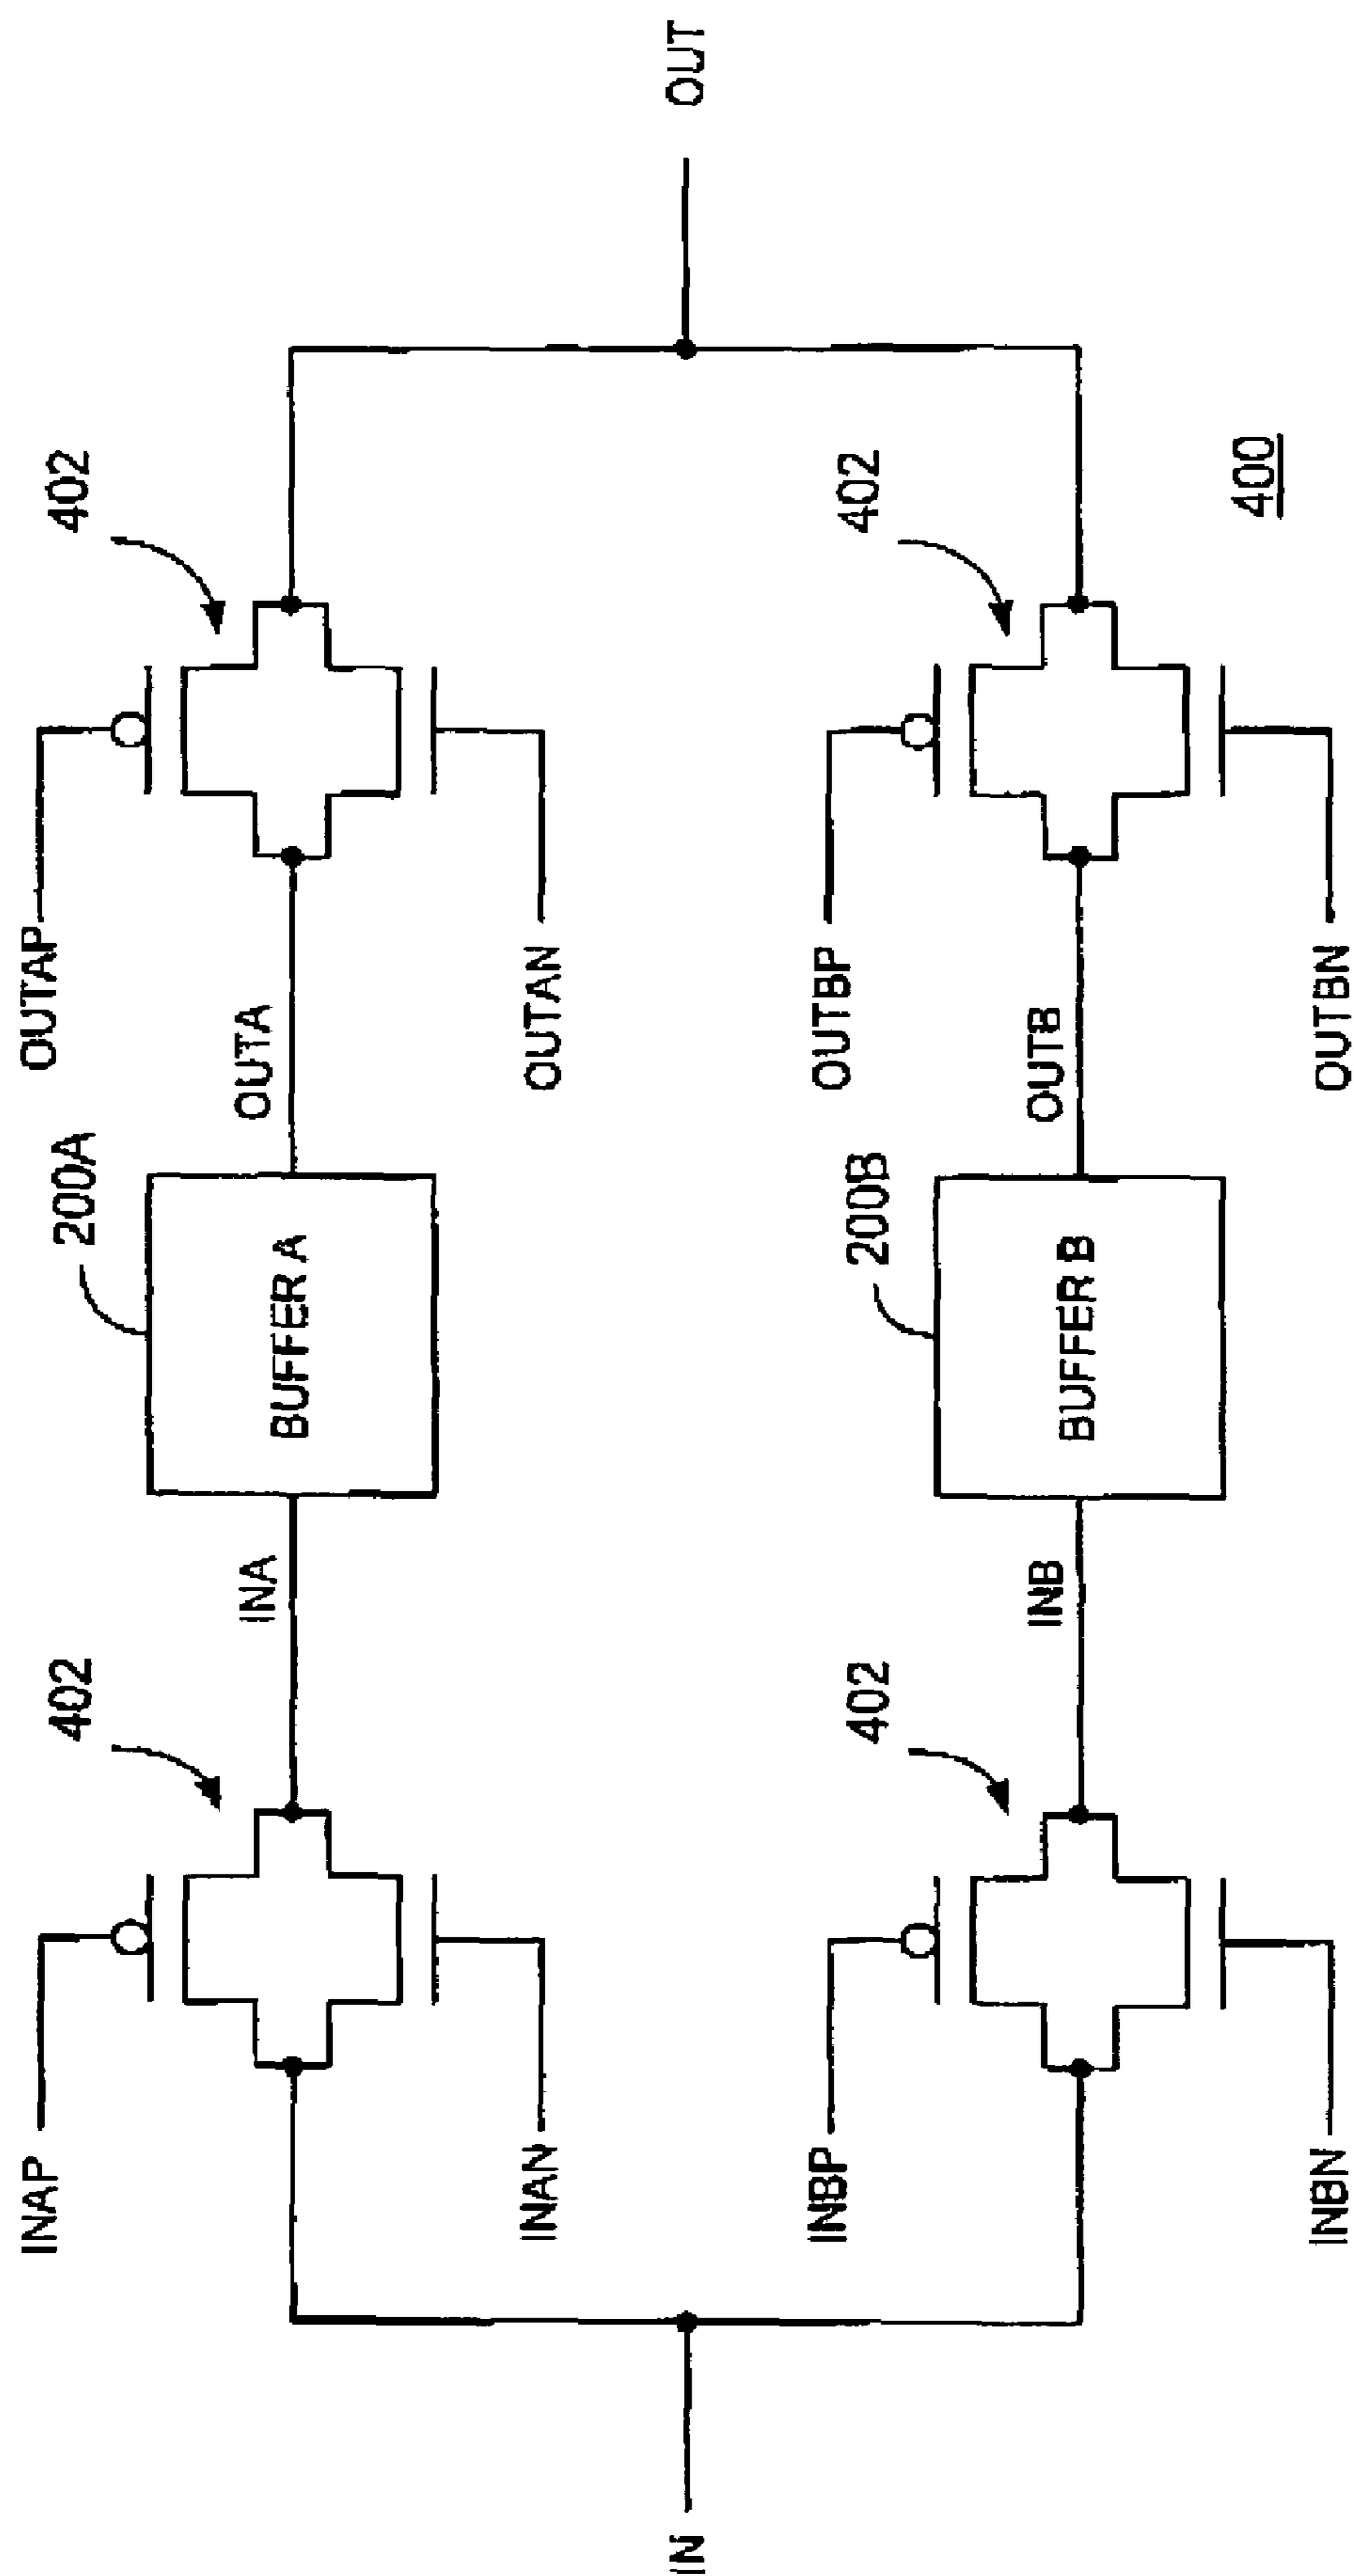 OUTAP
402
OUTA
OUTAN
200A
BUFFER A
402
INA
INAP
INAN
OUT
IN
402
OUTBP
OUTB
OUTBN
200B
BUFFER B
402
INB
INBP
INBN
400